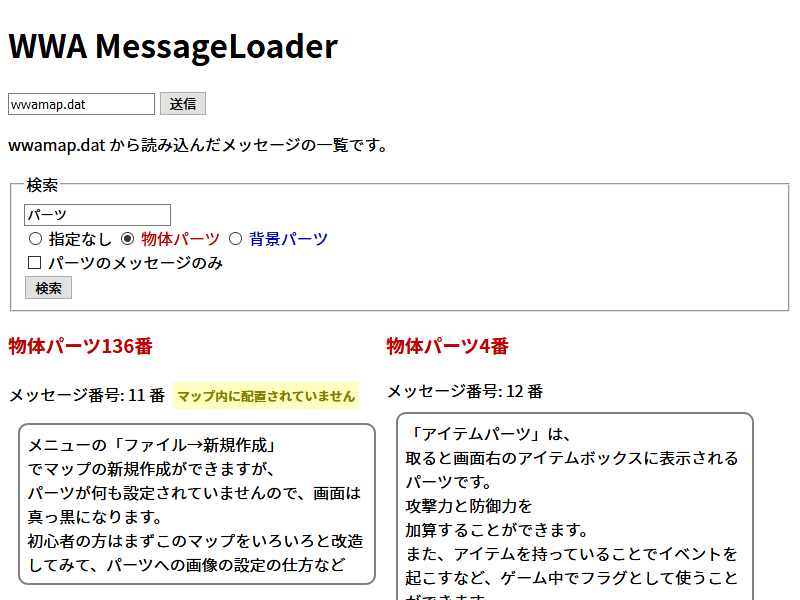 WWA MessageLoader
wwamap.dat 送信
wwamap.dat から読み込んだメッセージの一覧です。
検索
パーツ
指定なし 物体パーツ 背景パーツ
パーツのメッセージのみ
検索
物体パーツ136番
メッセージ番号: 11 番 マップ内に配置されていません
メニューの「ファイル→新規作成」
でマップの新規作成ができますが、
パーツが何も設定されていませんので、画面は
真っ黒になります。
初心者の方はまずこのマップをいろいろと改造
してみて、パーツへの画像の設定の仕方など
物体パーツ4番
メッセージ番号: 12 番
「アイテムパーツ」は、
取ると画面右のアイテムボックスに表示される
パーツです。
攻撃力と防御力を
加算することができます。
また、アイテムを持っていることでイベントを
起こすなど、ゲーム中でフラグとして使うこと
ができます。